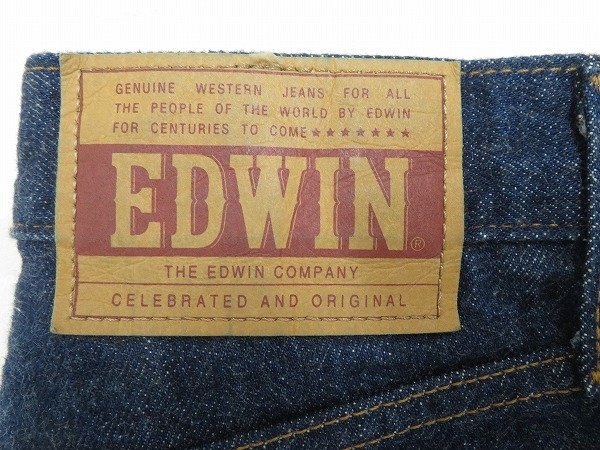 GENUINE WESTERN JEANS FOR ALL
THE PEOPLE OF THE WORLD BY EDWIN
FOR CENTURIES TO COME★★★★★★★
EDWIN®
THE EDWIN COMPANY
CELEBRATED AND ORIGINAL